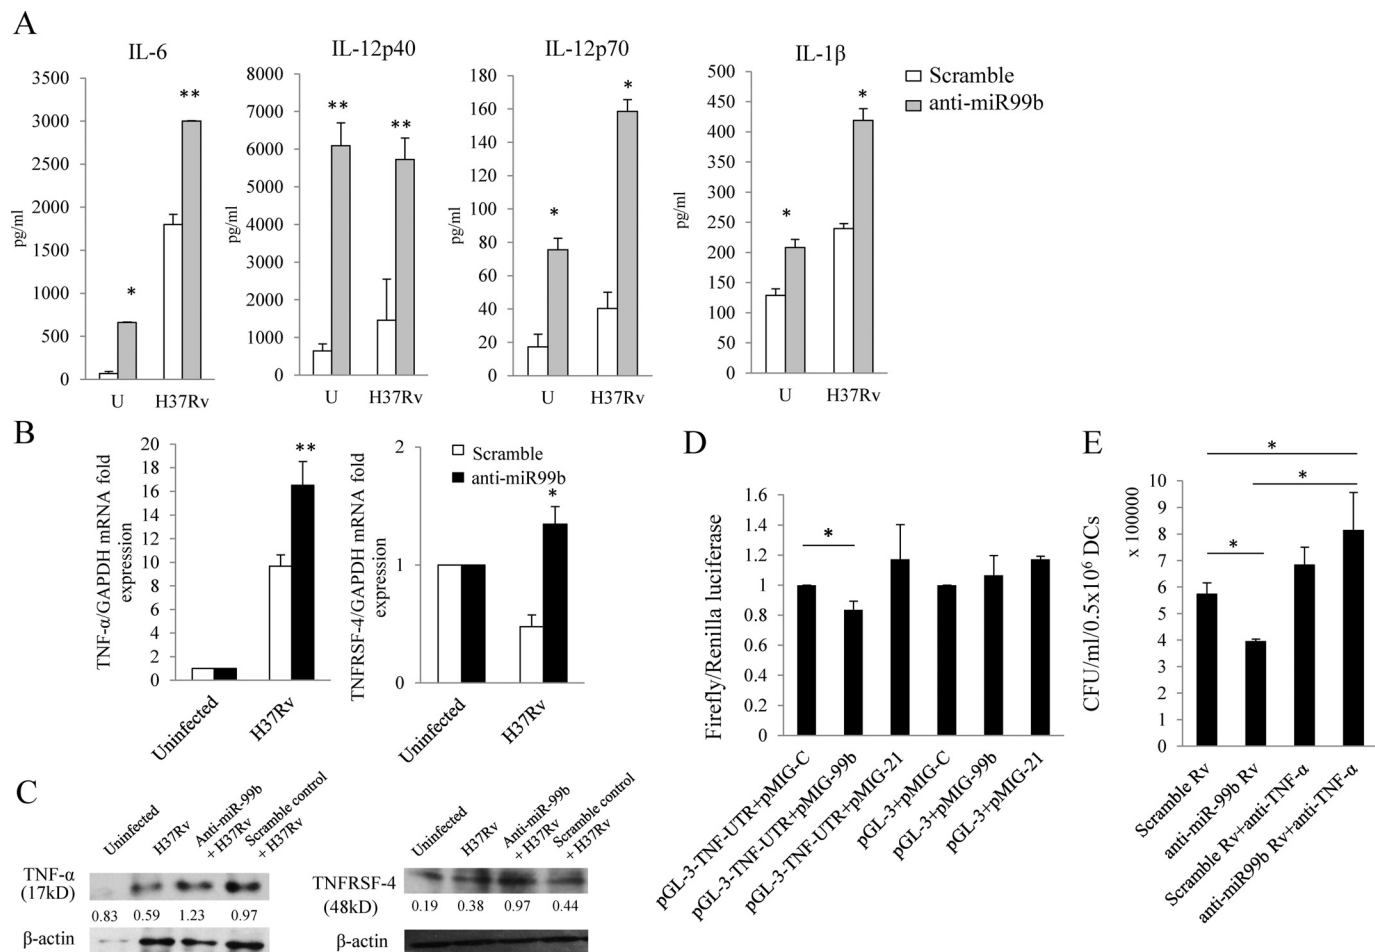 A
IL-6
IL-12p40
IL-12p70
IL-1β
Scramble
anti-miR99b
3500
3000
2500
2000
1500
1000
500
0
pg/ml
U H37Rv
*
**
8000
7000
6000
5000
4000
3000
2000
1000
0
pg/ml
U H37Rv
**
**
180
160
140
120
100
80
60
40
20
0
pg/ml
U H37Rv
*
*
500
450
400
350
300
250
200
150
100
50
0
pg/ml
U H37Rv
*
*
B
TNF-α/GAPDH mRNA fold
expression
20
18
16
14
12
10
8
6
4
2
0
**
Uninfected
H37Rv
TNFRSF-4/GAPDH mRNA fold
expression
2
1
0
Scramble
anti-miR99b
*
Uninfected
H37Rv
C
Uninfected
H37Rv
Anti-miR-99b
+ H37Rv
Scramble control
+ H37Rv
TNF-α
(17kD)
0.83 0.59 1.23 0.97
β-actin
Uninfected
H37Rv
Anti-miR-99b
+ H37Rv
Scramble control
+ H37Rv
TNFRSF-4
(48kD)
0.19 0.38 0.97 0.44
β-actin
D
Firefly/Renilla luciferase
1.6
1.4
1.2
1
0.8
0.6
0.4
0.2
0
*
pGL-3-TNF-UTR+pMIG-C
pGL-3-TNF-UTR+pMIG-99b
pGL-3-TNF-UTR+pMIG-21
pGL-3+pMIG-C
pGL-3+pMIG-99b
pGL-3+pMIG-21
E
CFU/ml/0.5x10⁶ DCs
x 100000
10
9
8
7
6
5
4
3
2
1
0
*
*
*
Scramble Rv
anti-miR-99b Rv
Scramble Rv+anti-TNF-α
anti-miR99b Rv+anti-TNF-α